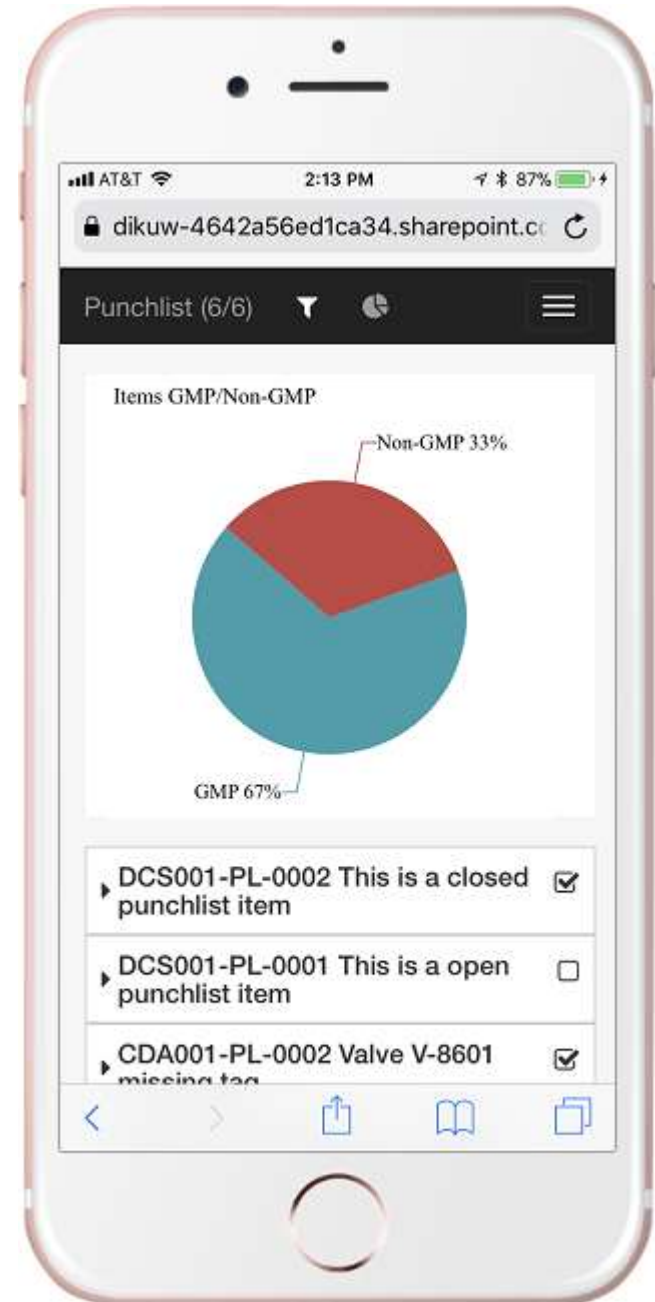 AT&T 2:13 PM 87%
dikuw-4642a56ed1ca34.sharepoint.c
Punchlist (6/6)
Items GMP/Non-GMP
Non-GMP 33%
GMP 67%
DCS001-PL-0002 This is a closed
punchlist item
DCS001-PL-0001 This is a open
punchlist item
CDA001-PL-0002 Valve V-8601
missing tag